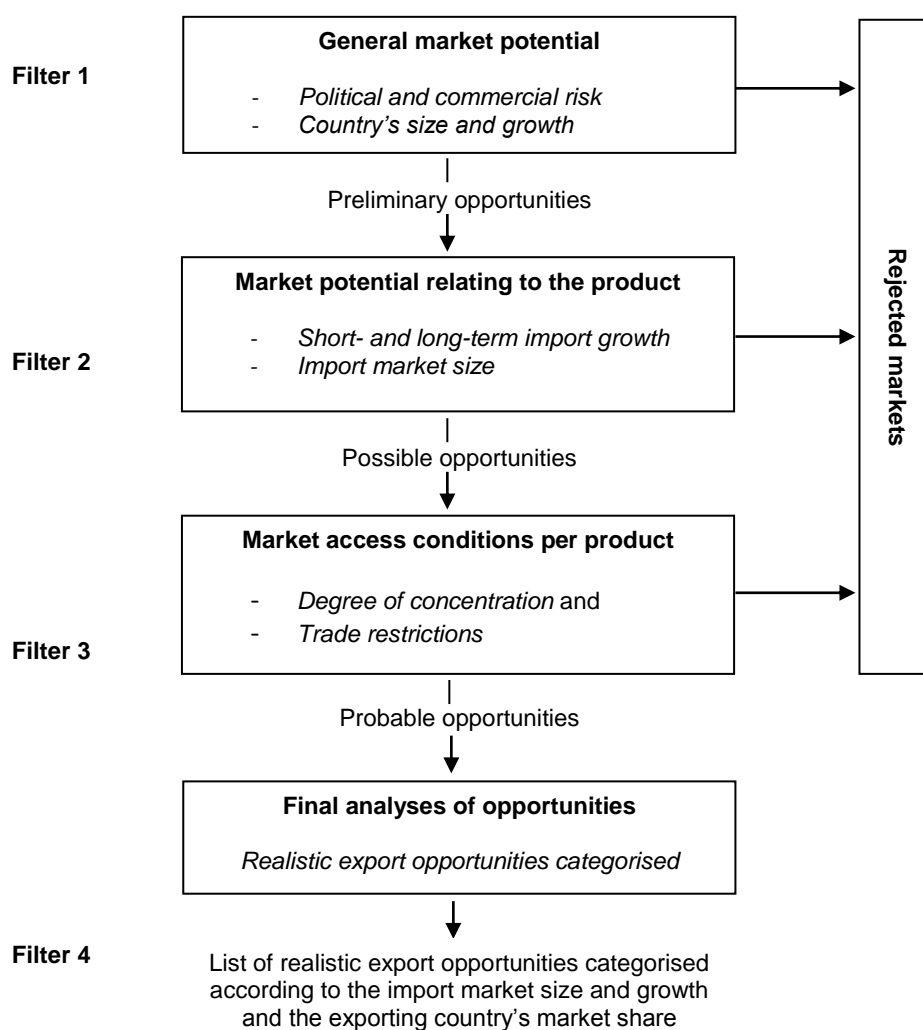 General market potential
Filter 1
- Political and commercial risk
- Country’s size and growth
Preliminary opportunities
Market potential relating to the product
- Short- and long-term import growth
Filter 2
- Import market size
Possible opportunities
Market access conditions per product
- Degree of concentration and
- Trade restrictions
Filter 3
Probable opportunities
Final analyses of opportunities
Realistic export opportunities categorised
Filter 4
List of realistic export opportunities categorised
according to the import market size and growth
and the exporting country’s market share
Rejected markets